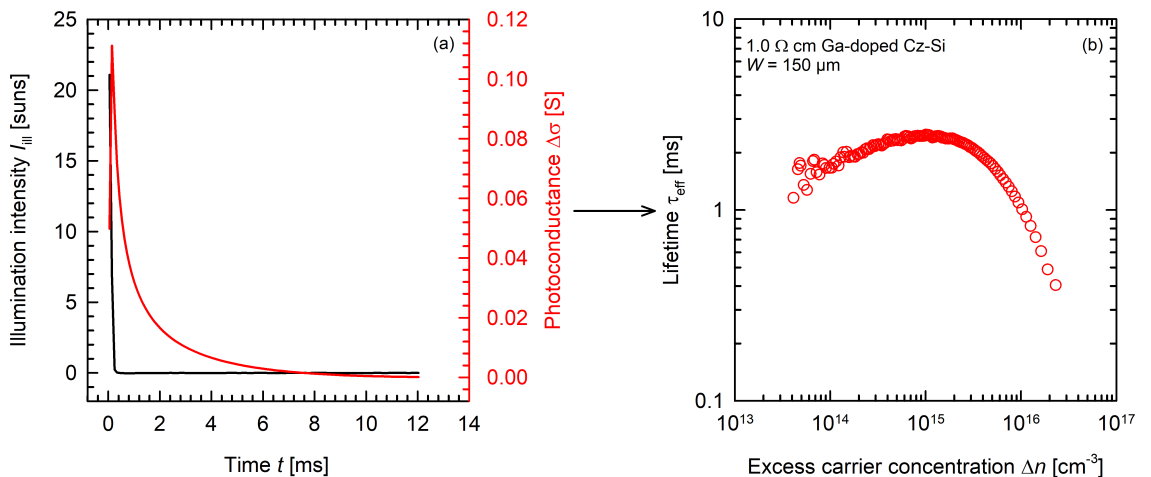 (a)
Illumination intensity I_ill [suns]
25
20
15
10
5
0
0.12
0.10
0.08
0.06
0.04
0.02
0.00
Photoconductance Δσ [S]
0 2 4 6 8 10 12 14
Time t [ms]
1.0 Ω cm Ga-doped Cz-Si (b)
W = 150 µm
Lifetime τ_eff [ms]
10
1
0.1
10^13 10^14 10^15 10^16 10^17
Excess carrier concentration Δn [cm^-3]